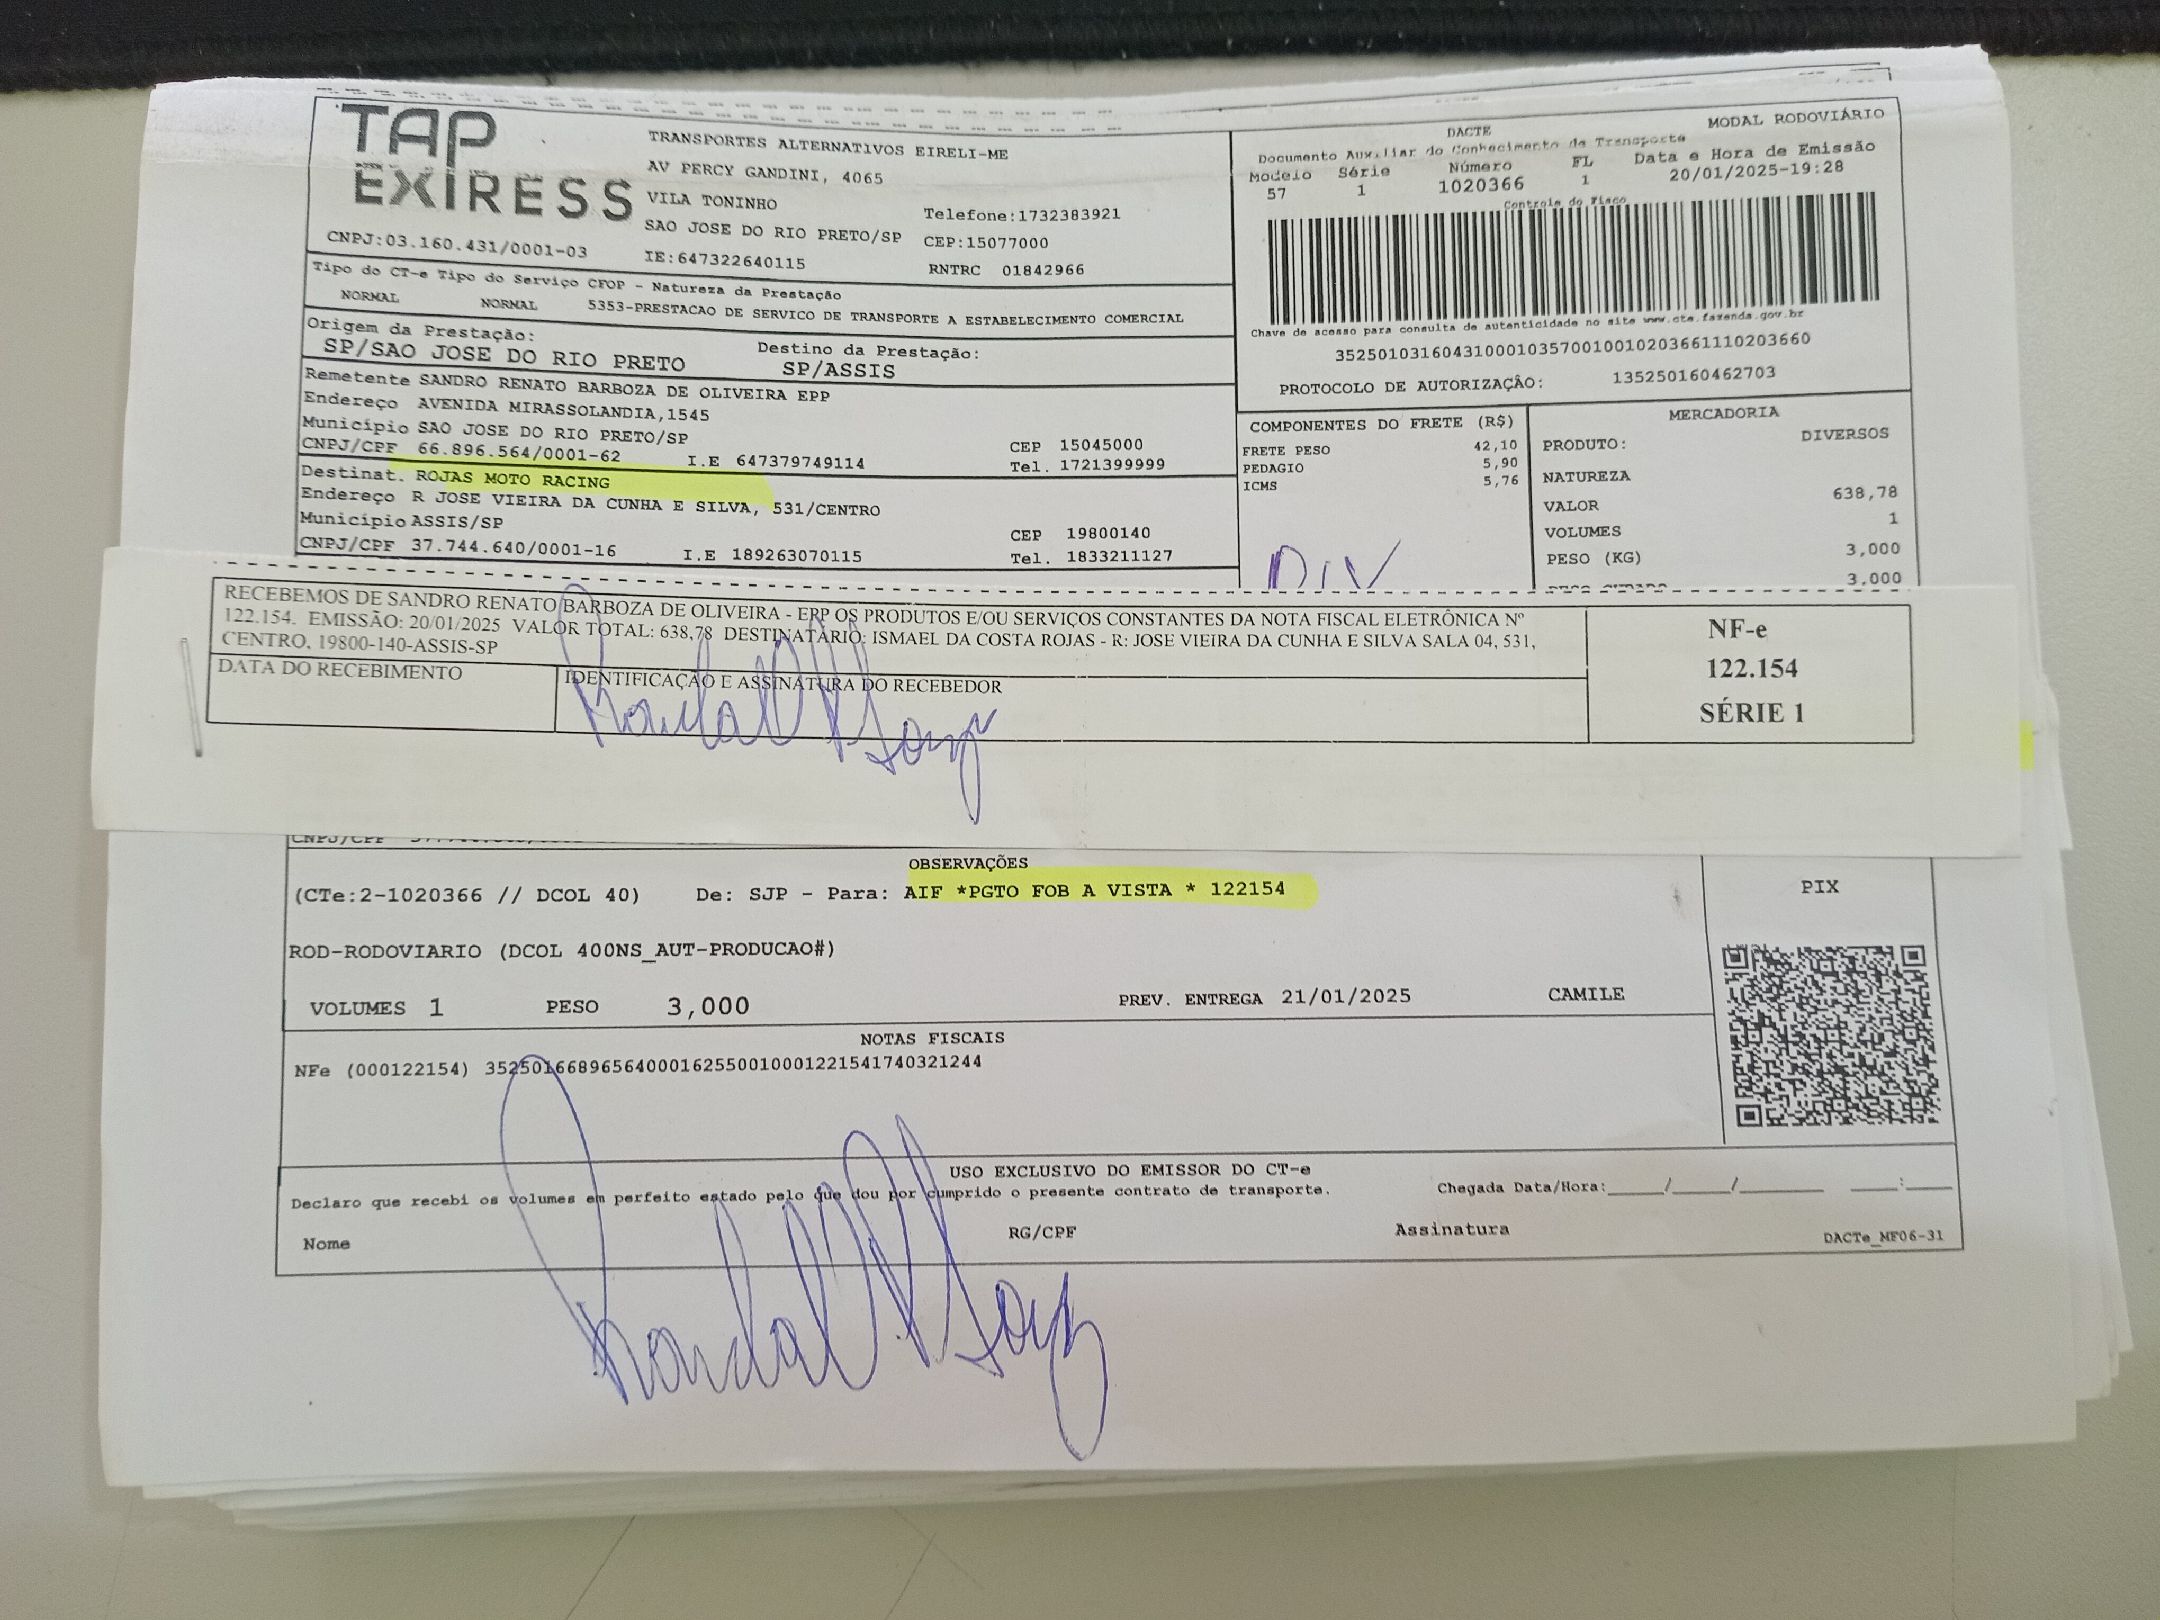 TAP
EXIRESS
TRANSPORTES ALTERNATIVOS EIRELI-ME
AV PERCY GANDINI, 4065
VILA TONINHO
Telefone:1732383921
SAO JOSE DO RIO PRETO/SP CEP:15077000
CNPJ:03.160.431/0001-03 IE:647322640115 RNTRC 01842966
DACTE MODAL RODOVIÁRIO
Documento Auxiliar do Conhecimento de Transporte
Modelo Série Número FL Data e Hora de Emissão
57 1 1020366 1 20/01/2025-19:28
Controle do Fisco
Chave de acesso para consulta de autenticidade no site www.cte.fazenda.gov.br
35250103160431000103570010010203661110203660
PROTOCOLO DE AUTORIZAÇÃO: 135250160462703
Tipo do CT-e Tipo do Serviço CFOP - Natureza da Prestação
NORMAL NORMAL 5353-PRESTACAO DE SERVICO DE TRANSPORTE A ESTABELECIMENTO COMERCIAL
Origem da Prestação: Destino da Prestação:
SP/SAO JOSE DO RIO PRETO SP/ASSIS
Remetente SANDRO RENATO BARBOZA DE OLIVEIRA EPP
Endereço AVENIDA MIRASSOLANDIA,1545
Município SAO JOSE DO RIO PRETO/SP CEP 15045000
CNPJ/CPF 66.896.564/0001-62 I.E 647379749114 Tel. 1721399999
Destinat. ROJAS MOTO RACING
Endereço R JOSE VIEIRA DA CUNHA E SILVA, 531/CENTRO
Município ASSIS/SP CEP 19800140
CNPJ/CPF 37.744.640/0001-16 I.E 189263070115 Tel. 1833211127
COMPONENTES DO FRETE (R$)
FRETE PESO 42,10
PEDAGIO 5,90
ICMS 5,76
DIV
MERCADORIA
PRODUTO: DIVERSOS
NATUREZA
VALOR 638,78
VOLUMES 1
PESO (KG) 3,000
3,000
RECEBEMOS DE SANDRO RENATO BARBOZA DE OLIVEIRA - EPP OS PRODUTOS E/OU SERVIÇOS CONSTANTES DA NOTA FISCAL ELETRÔNICA Nº
122.154. EMISSÃO: 20/01/2025 VALOR TOTAL: 638,78 DESTINATÁRIO: ISMAEL DA COSTA ROJAS - R: JOSE VIEIRA DA CUNHA E SILVA SALA 04, 531,
CENTRO, 19800-140-ASSIS-SP
DATA DO RECEBIMENTO IDENTIFICAÇÃO E ASSINATURA DO RECEBEDOR
NF-e
122.154
SÉRIE 1
CNPJ/CPF
OBSERVAÇÕES
(CTe:2-1020366 // DCOL 40) De: SJP - Para: AIF *PGTO FOB A VISTA * 122154
ROD-RODOVIARIO (DCOL 400NS_AUT-PRODUCAO#)
VOLUMES 1 PESO 3,000 PREV. ENTREGA 21/01/2025 CAMILE
PIX
NOTAS FISCAIS
NFe (000122154) 35250166896564000162550010001221541740321244
USO EXCLUSIVO DO EMISSOR DO CT-e
Declaro que recebi os volumes em perfeito estado pelo que dou por cumprido o presente contrato de transporte. Chegada Data/Hora:____/____/______ ___:____
Nome RG/CPF Assinatura DACTe_MF06-31